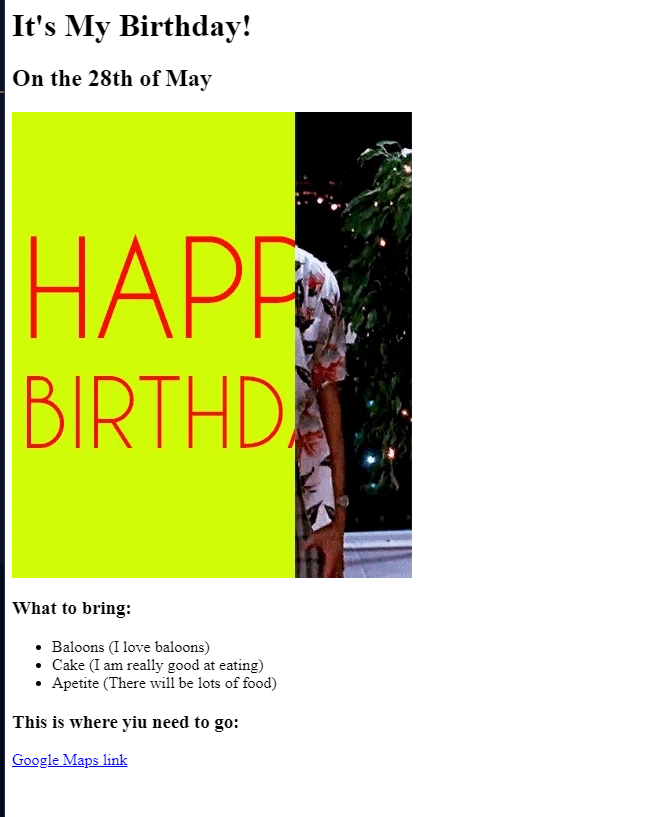 It's My Birthday!
On the 28th of May
HAPP
BIRTHDA
What to bring:
Baloons (I love baloons)
Cake (I am really good at eating)
Apetite (There will be lots of food)
This is where yiu need to go:
Google Maps link